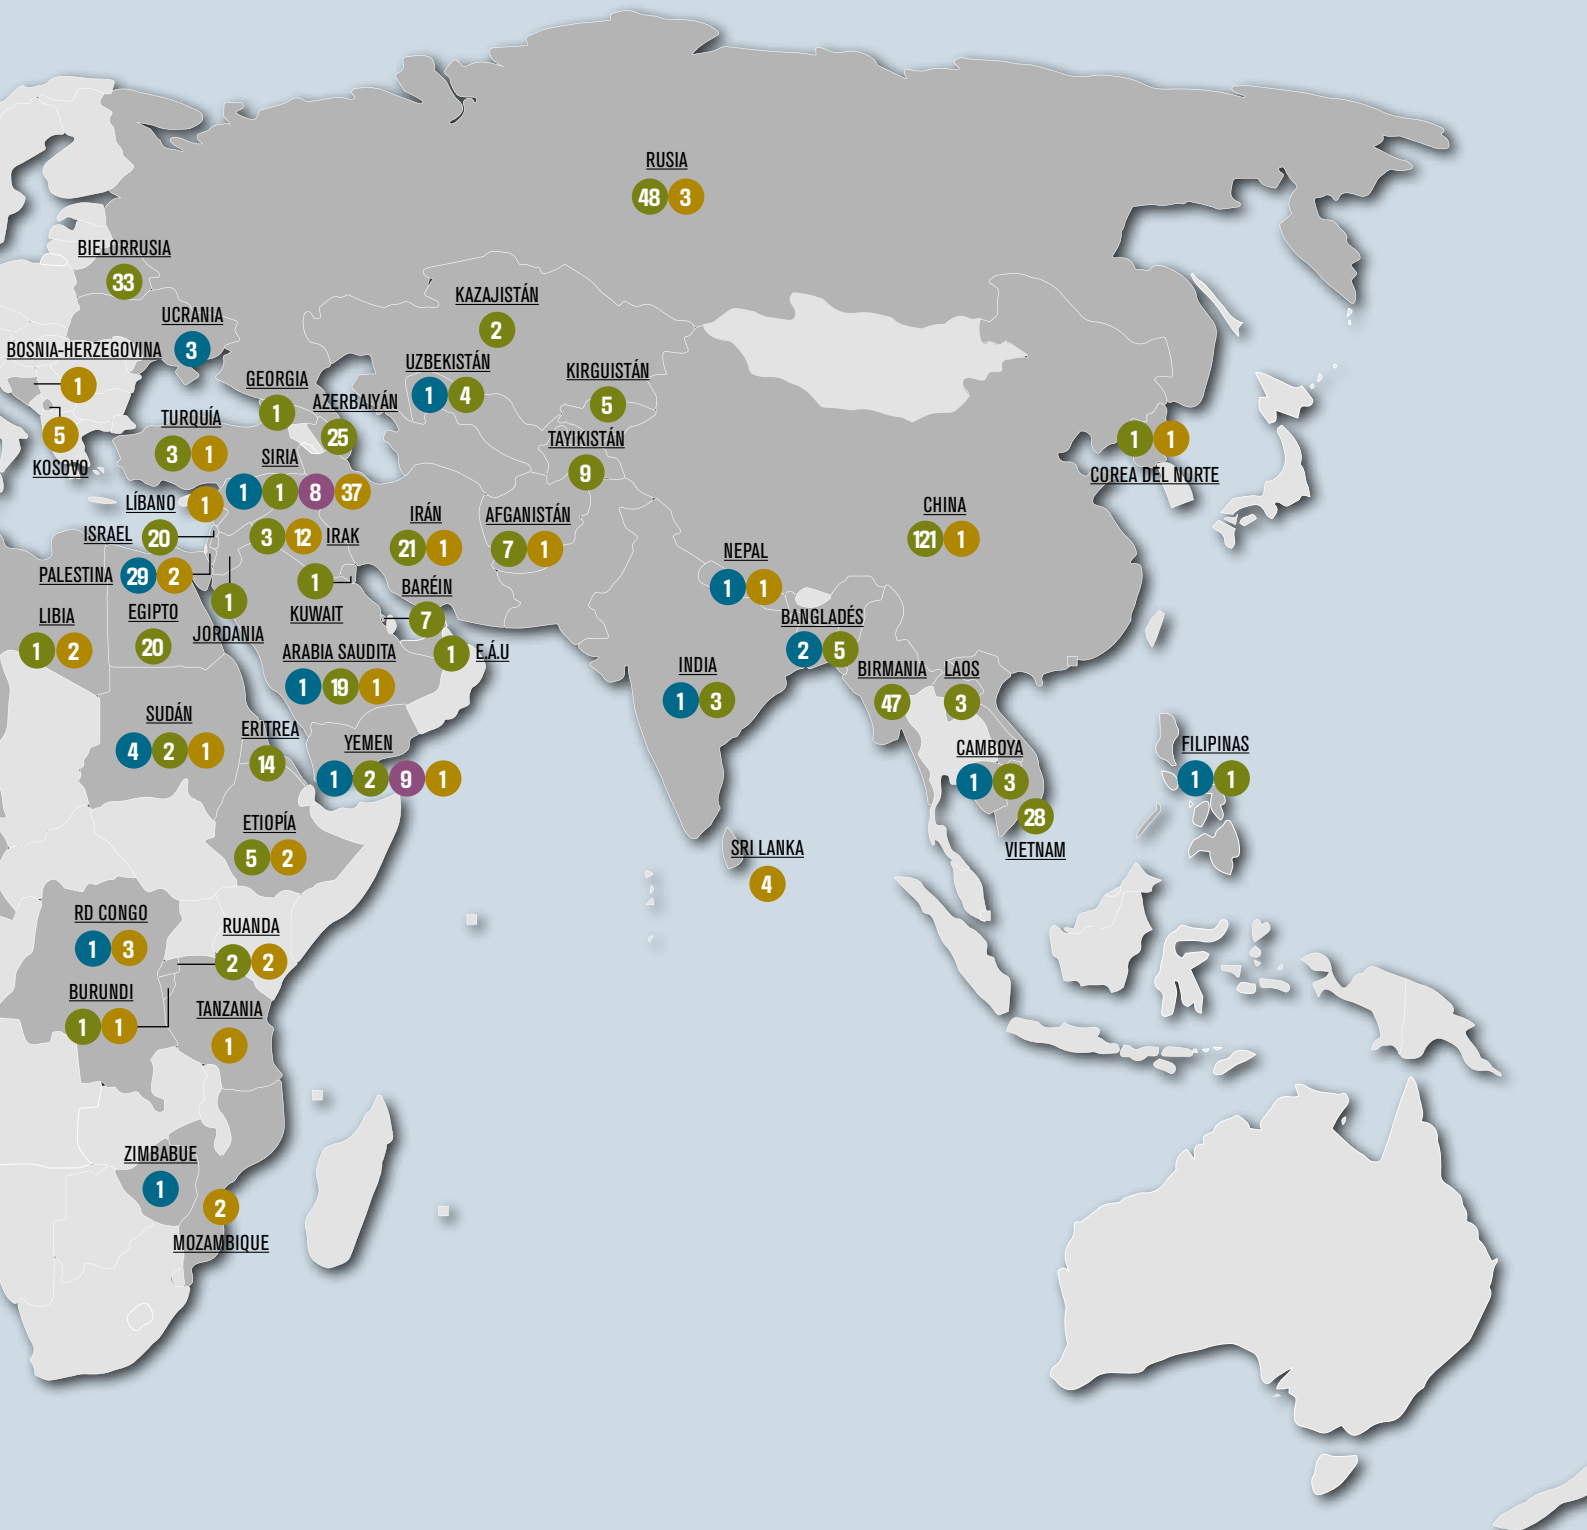 RUSIA
48 3
BIELORRUSIA
33
UCRANIA
3
KAZAJISTÁN
2
BOSNIA-HERZEGOVINA
1
UZBEKISTÁN
1 4
KIRGUISTÁN
5
GEORGIA
1
AZERBAIYÁN
25
TURQUÍA
3 1
5
KOSOVO
TAYIKISTÁN
9
1 1
COREA DEL NORTE
SIRIA
1 1 8 37
LÍBANO 1
ISRAEL 20
3 12 IRAK
IRÁN
21 1
AFGANISTÁN
7 1
CHINA
121 1
PALESTINA 29 2
1
KUWAIT
NEPAL
1 1
BARÉIN
7
LIBIA
1 2
EGIPTO
20
1
JORDANIA
BANGLADÉS
2 5
ARABIA SAUDITA
1 19 1
1 E.Á.U
INDIA
1 3
BIRMANIA
47
LAOS
3
SUDÁN
4 2 1
ERITREA
14
YEMEN
1 2 9 1
CAMBOYA
1 3
FILIPINAS
1 1
28
VIETNAM
ETIOPÍA
5 2
SRI LANKA
4
RD CONGO
1 3
RUANDA
2 2
BURUNDI
1 1
TANZANIA
1
ZIMBABUE
1
2
MOZAMBIQUE